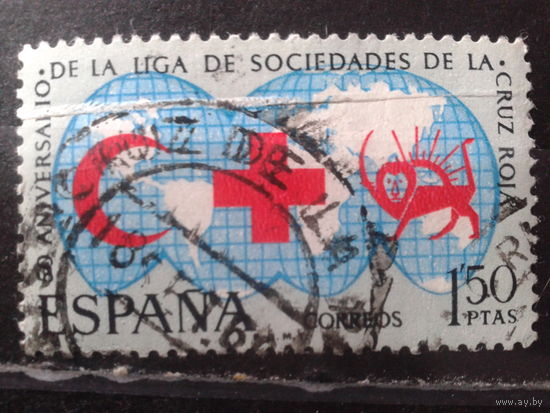 50 ANIVERSARIO · DE LA LIGA DE SOCIEDADES DE LA · CRUZ ROJA
ESPAÑA
CORREOS
1'50
PTAS
www.ay.by